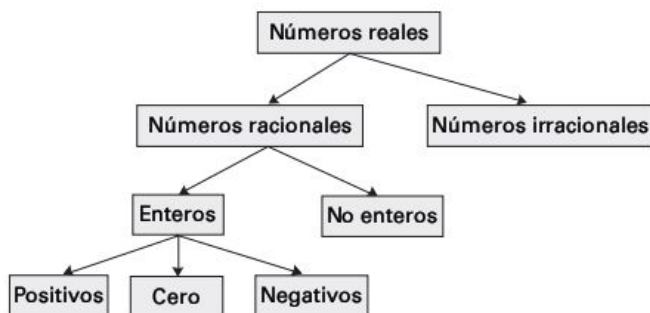 Números reales
Números racionales
Números irracionales
Enteros
No enteros
Positivos
Cero
Negativos